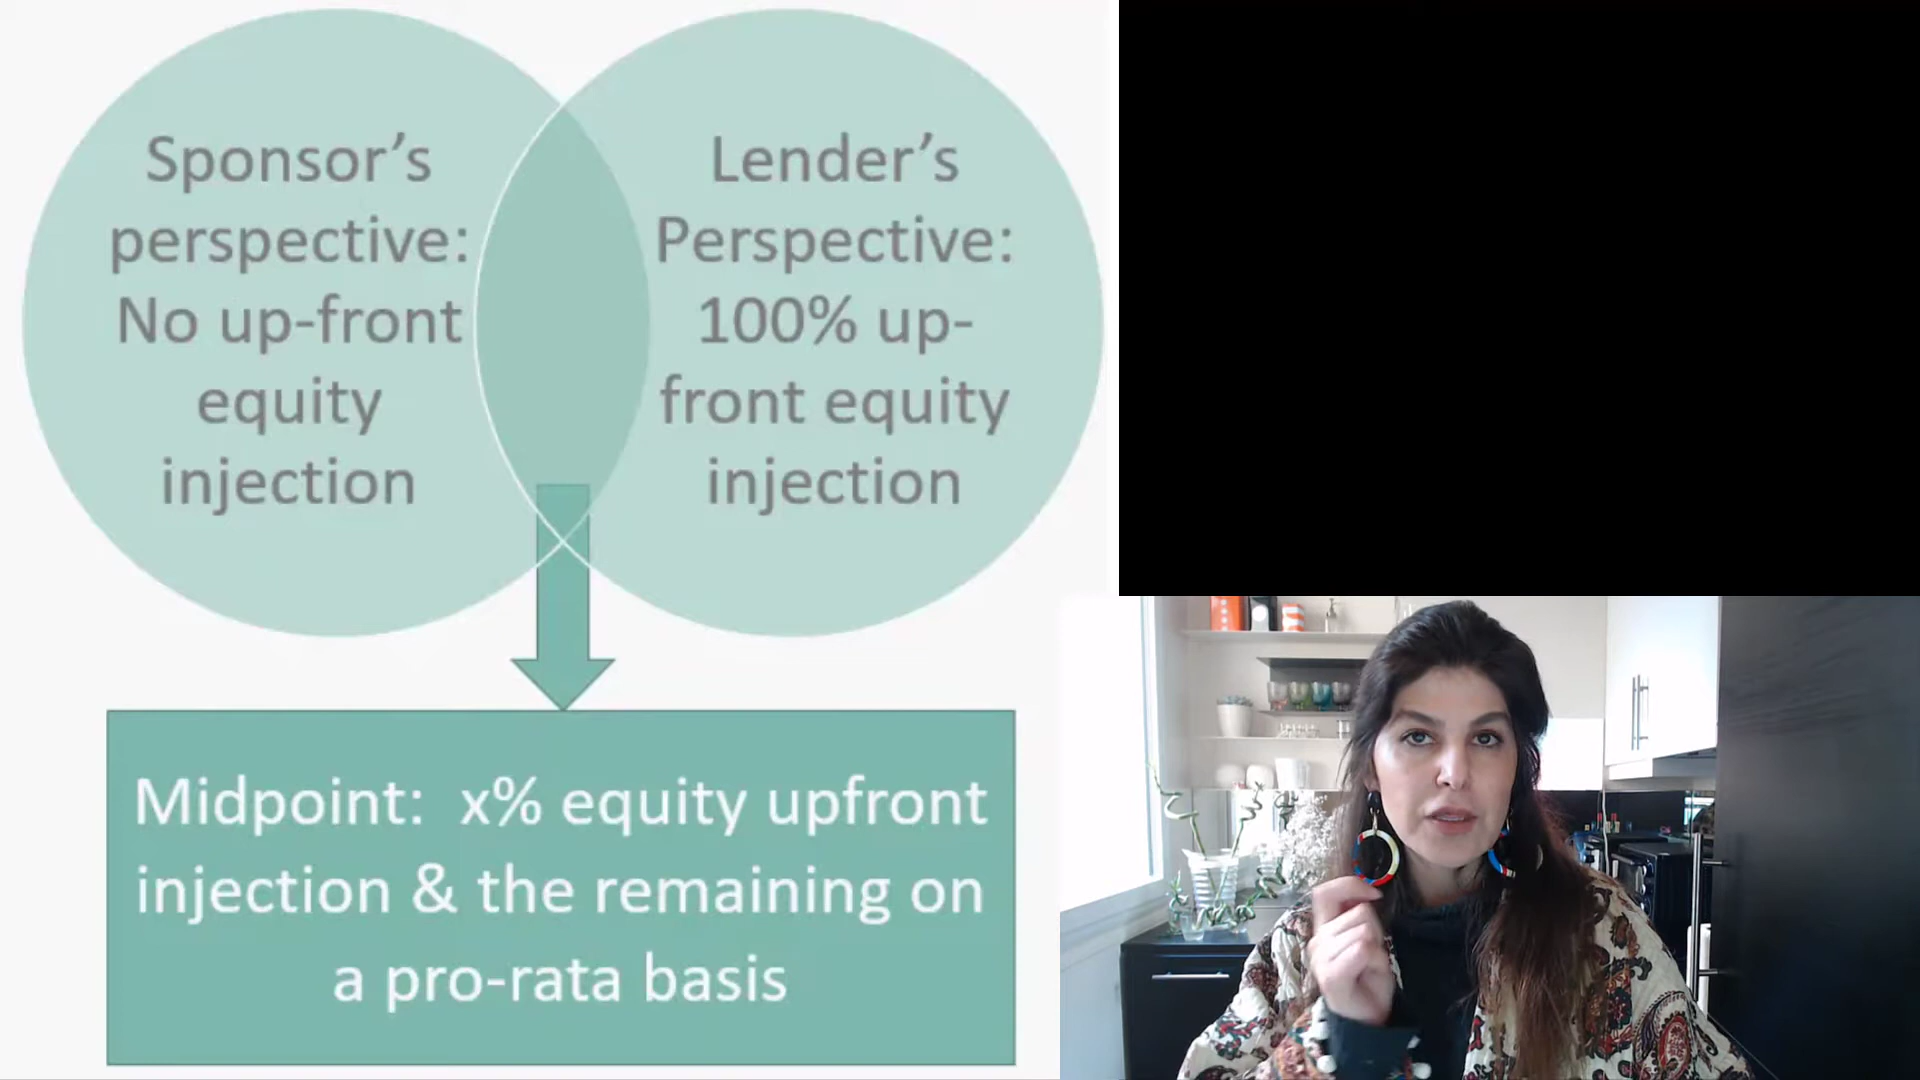 Sponsor's
perspective:
No up-front
equity
injection
Lender's
Perspective:
100% up-
front equity
injection
Midpoint:  x% equity upfront
injection & the remaining on
a pro-rata basis